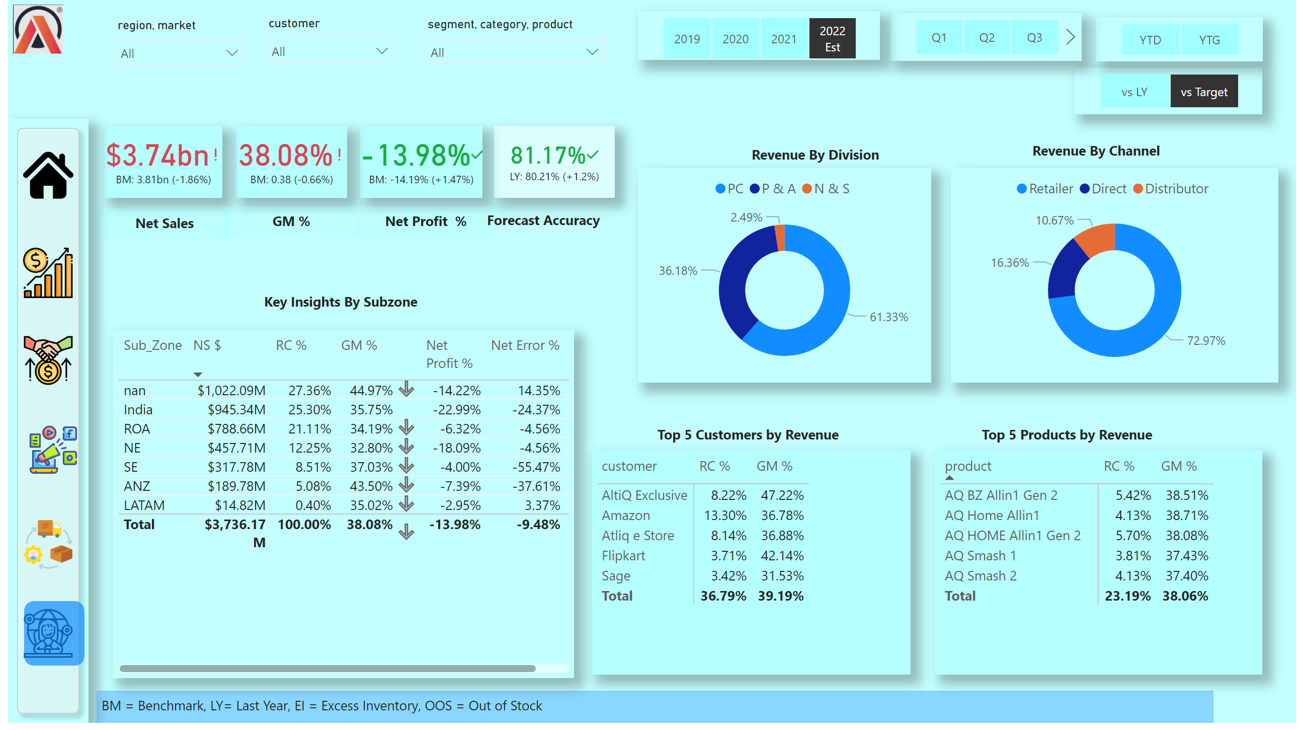 region, market
customer
segment, category, product
All
All
All
2019 2020 2021 2022 Est
Q1 Q2 Q3
YTD YTG
vs LY vs Target
$3.74bn!
BM: 3.81bn (-1.86%)
Net Sales
38.08%!
BM: 0.38 (-0.66%)
GM %
-13.98%
BM: -14.19% (+1.47%)
Net Profit %
81.17%
LY: 80.21% (+1.2%)
Forecast Accuracy
Revenue By Division
PC P & A N & S
2.49%
36.18%
61.33%
Revenue By Channel
Retailer Direct Distributor
10.67%
16.36%
72.97%
Key Insights By Subzone
Sub_Zone NS $ RC % GM % Net Profit % Net Error %
nan $1,022.09M 27.36% 44.97% -14.22% 14.35%
India $945.34M 25.30% 35.75% -22.99% -24.37%
ROA $788.66M 21.11% 34.19% -6.32% -4.56%
NE $457.71M 12.25% 32.80% -18.09% -4.56%
SE $317.78M 8.51% 37.03% -4.00% -55.47%
ANZ $189.78M 5.08% 43.50% -7.39% -37.61%
LATAM $14.82M 0.40% 35.02% -2.95% 3.37%
Total $3,736.17 M 100.00% 38.08% -13.98% -9.48%
Top 5 Customers by Revenue
customer RC % GM %
AltiQ Exclusive 8.22% 47.22%
Amazon 13.30% 36.78%
Atliq e Store 8.14% 36.88%
Flipkart 3.71% 42.14%
Sage 3.42% 31.53%
Total 36.79% 39.19%
Top 5 Products by Revenue
product RC % GM %
AQ BZ Allin1 Gen 2 5.42% 38.51%
AQ Home Allin1 4.13% 38.71%
AQ HOME Allin1 Gen 2 5.70% 38.08%
AQ Smash 1 3.81% 37.43%
AQ Smash 2 4.13% 37.40%
Total 23.19% 38.06%
BM = Benchmark, LY= Last Year, EI = Excess Inventory, OOS = Out of Stock